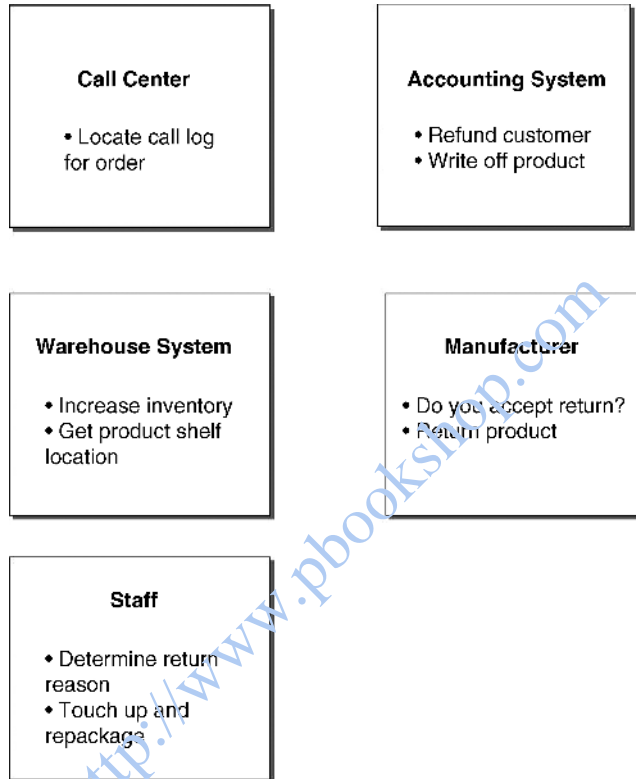 Call Center
• Locate call log
for order
Accounting System
• Refund customer
• Write off product
Warehouse System
• Increase inventory
• Get product shelf
location
Manufacturer
• Do you accept return?
• Return product
Staff
• Determine return
reason
• Touch up and
repackage
http://www.pbookshop.com